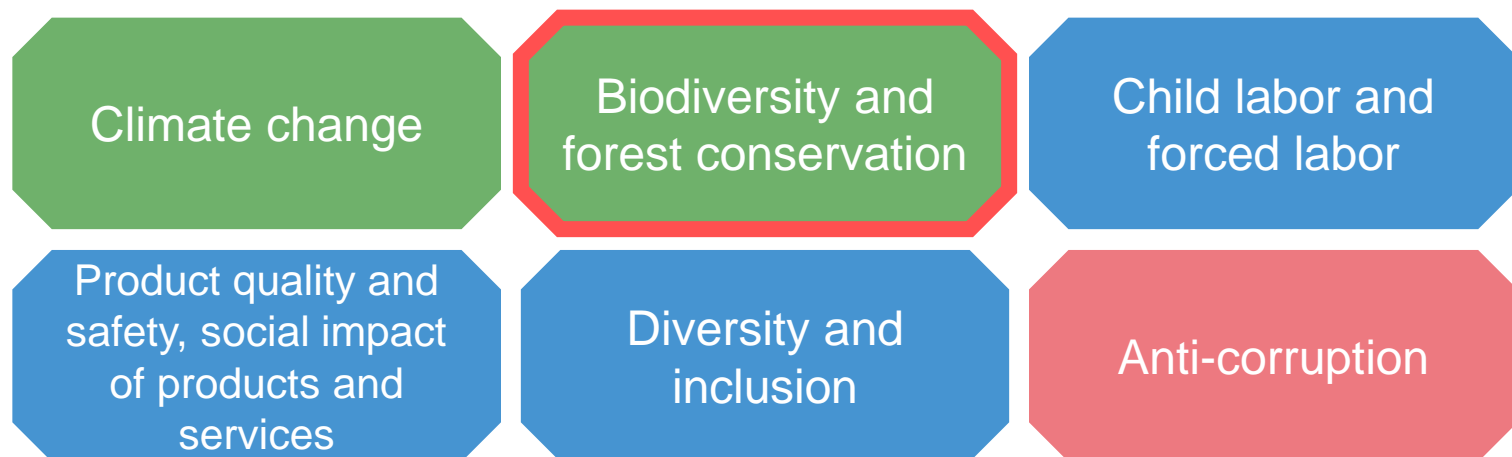 Climate change
Biodiversity and
forest conservation
Child labor and
forced labor
Product quality and
safety, social impact
of products and
services
Diversity and
inclusion
Anti-corruption